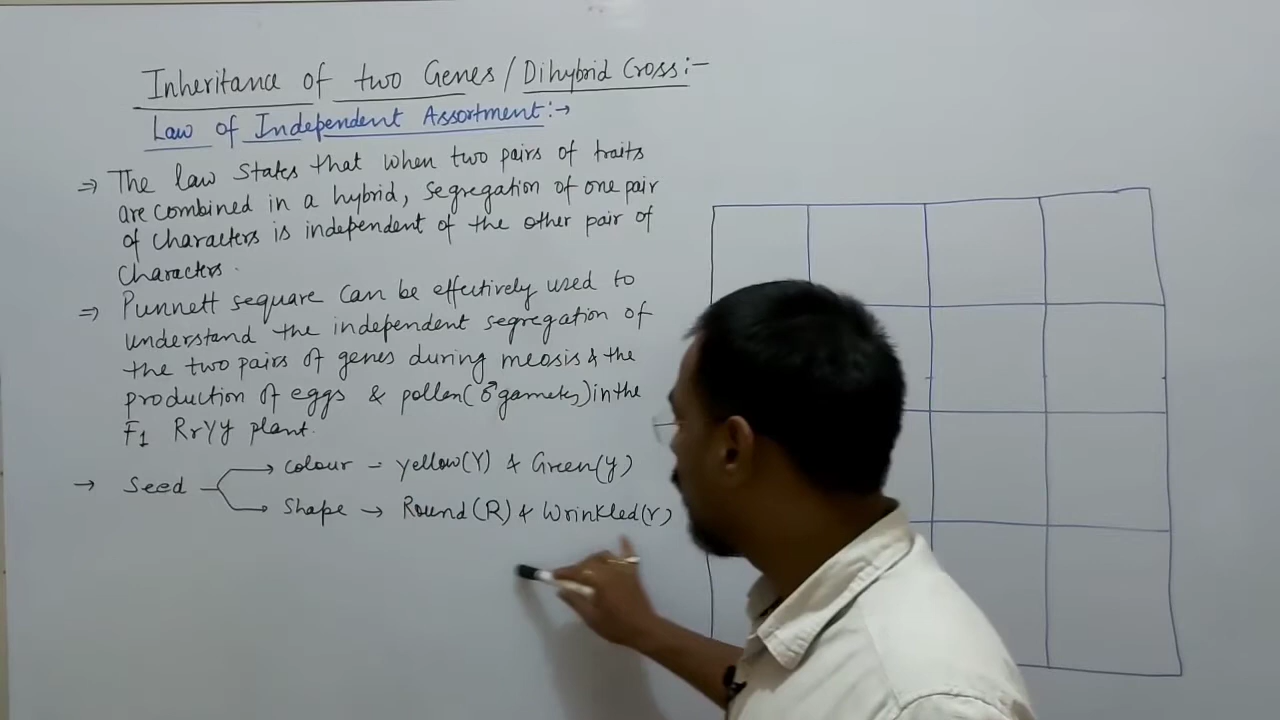 Inheritance of two Genes / Dihybrid Cross:-
Law of Independent Assortment:→
⇒ The law states that when two pairs of traits
are combined in a hybrid, segregation of one pair
of characters is independent of the other pair of
characters.
⇒ Punnett sequare can be effectively used to
understand the independent segregation of
the two pairs of genes during meosis & the
production of eggs & pollen(♂gametes) in the
F1 RrYy plant.
→ Seed → Colour - Yellow(Y) & Green(y)
→ Shape → Round(R) & Wrinkled(r)